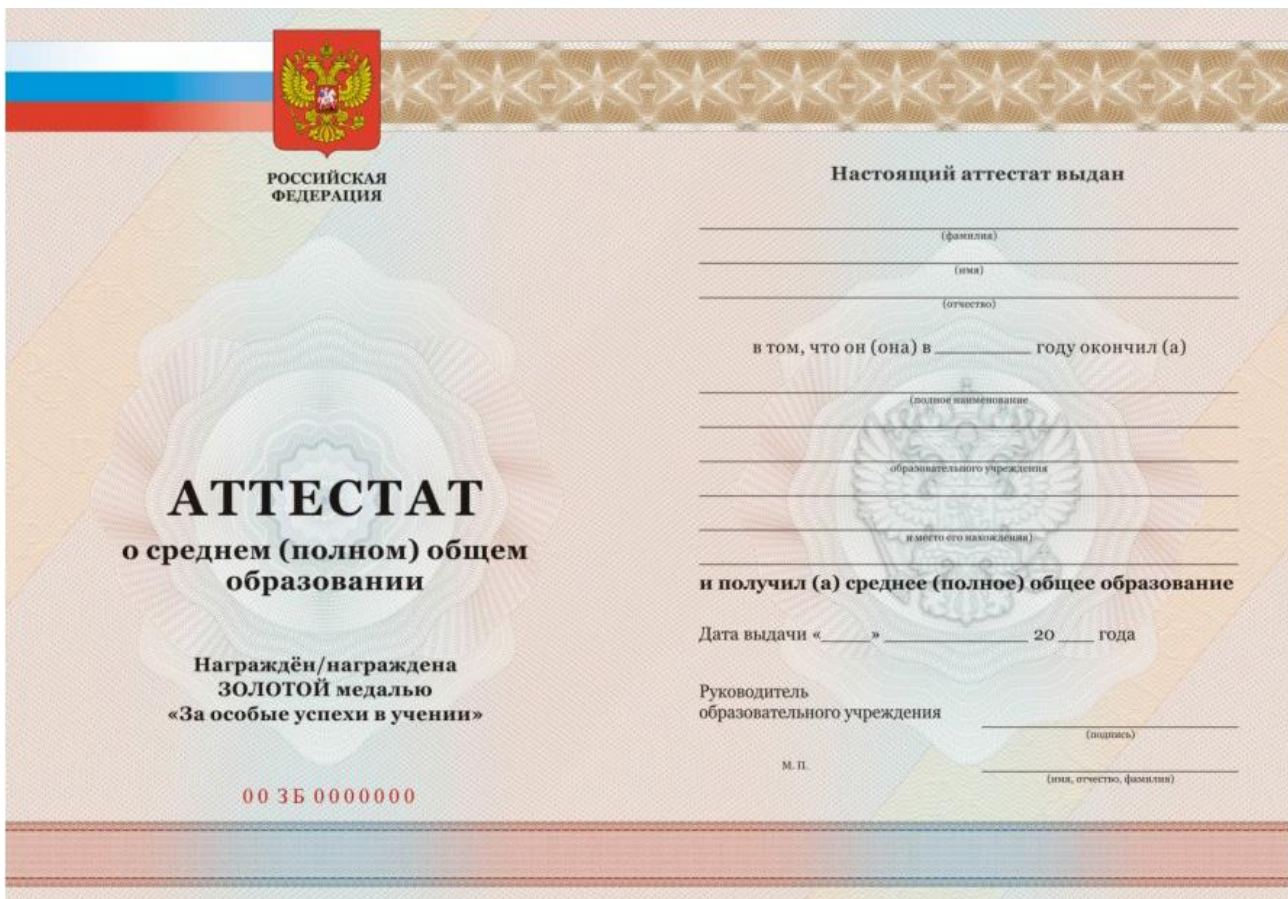 РОССИЙСКАЯ
ФЕДЕРАЦИЯ
АТТЕСТАТ
о среднем (полном) общем
образовании
Награждён/награждена
ЗОЛОТОЙ медалью
«За особые успехи в учении»
00 ЗБ 0000000
Настоящий аттестат выдан
(фамилия)
(имя)
(отчество)
в том, что он (она) в __________ году окончил (а)
(полное наименование
образовательного учреждения
и место его нахождения)
и получил (а) среднее (полное) общее образование
Дата выдачи «_____» ______________ 20 ___ года
Руководитель
образовательного учреждения
(подпись)
М. П.
(имя, отчество, фамилия)